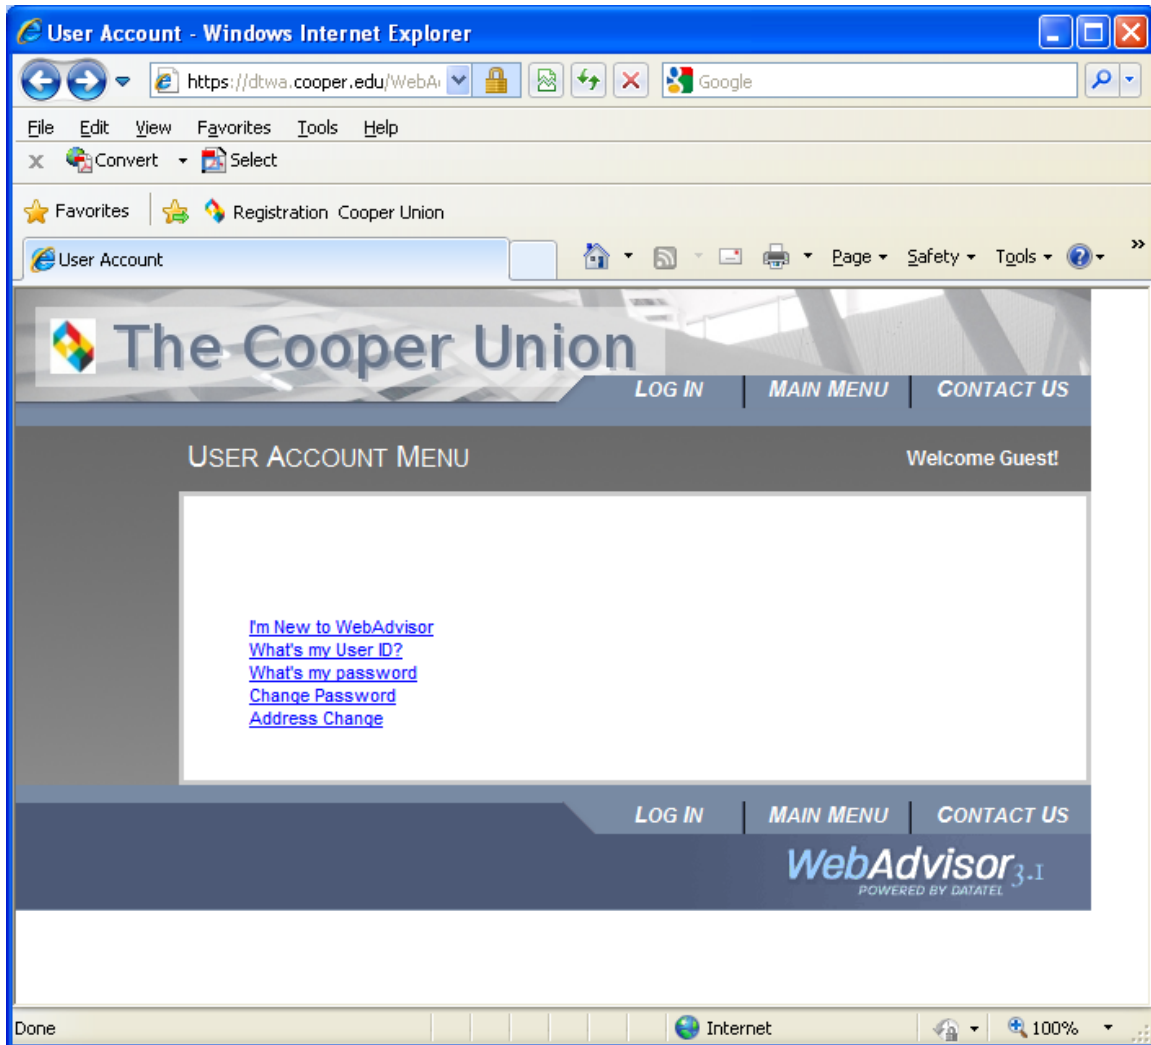 User Account - Windows Internet Explorer
https://dtwa.cooper.edu/WebA Google
File Edit View Favorites Tools Help
x Convert Select
Favorites Registration Cooper Union
User Account Page Safety Tools »
The Cooper Union
LOG IN MAIN MENU CONTACT US
USER ACCOUNT MENU Welcome Guest!
I'm New to WebAdvisor
What's my User ID?
What's my password
Change Password
Address Change
LOG IN MAIN MENU CONTACT US
WebAdvisor 3.1
POWERED BY DATATEL
Done Internet 100%